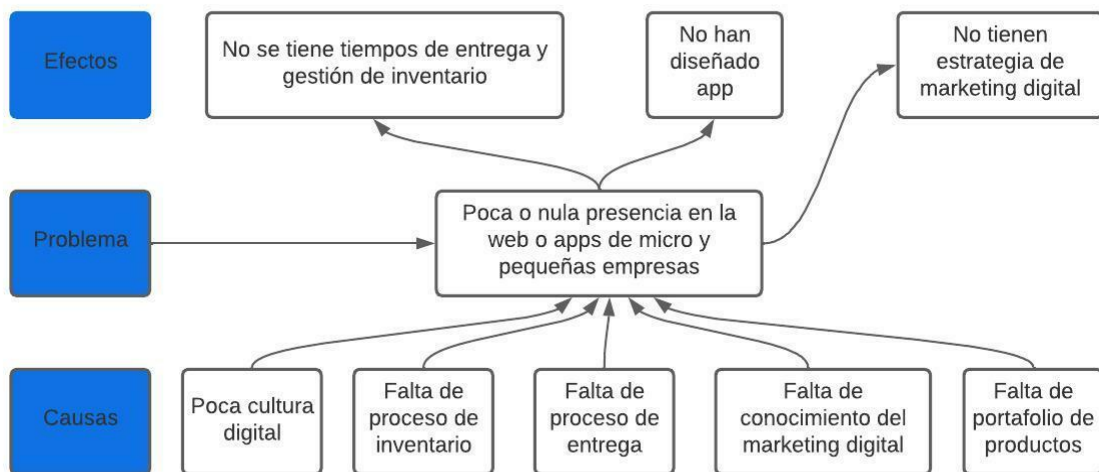 Efectos
No se tiene tiempos de entrega y
gestión de inventario
No han
diseñado
app
No tienen
estrategia de
marketing digital
Problema
Poca o nula presencia en la
web o apps de micro y
pequeñas empresas
Causas
Poca cultura
digital
Falta de
proceso de
inventario
Falta de
proceso de
entrega
Falta de
conocimiento del
marketing digital
Falta de
portafolio de
productos